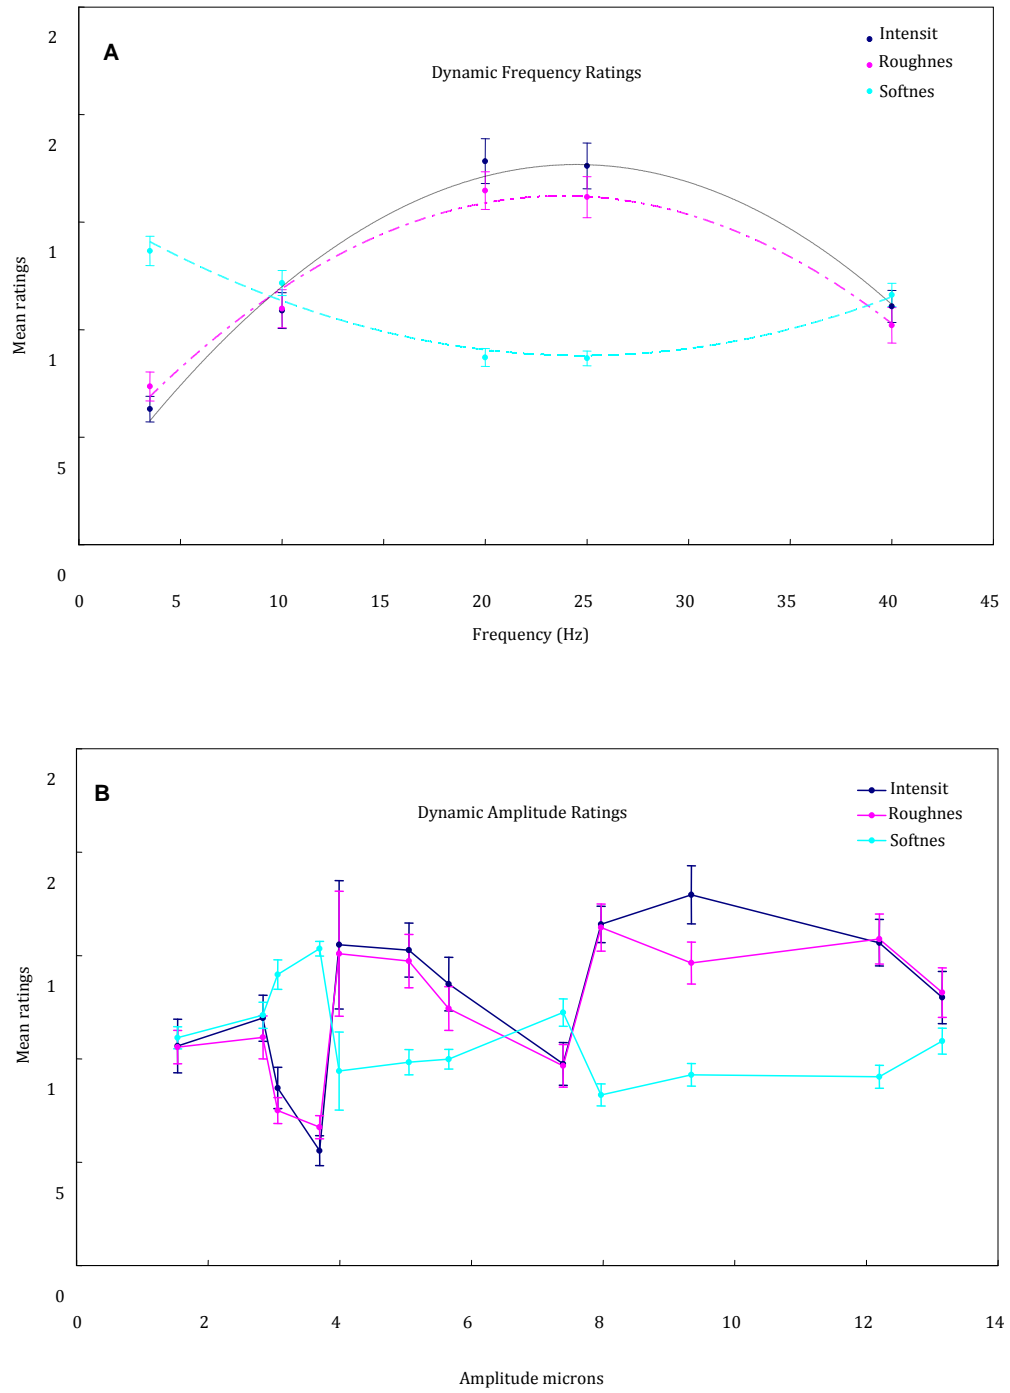 2
A
Intensit
Roughnes
Dynamic Frequency Ratings
Softnes
2
1
Mean ratings
1
5
0
0 5 10 15 20 25 30 35 40 45
Frequency (Hz)
2
B
Intensit
Dynamic Amplitude Ratings
Roughnes
Softnes
2
1
Mean ratings
1
5
0
0 2 4 6 8 10 12 14
Amplitude microns